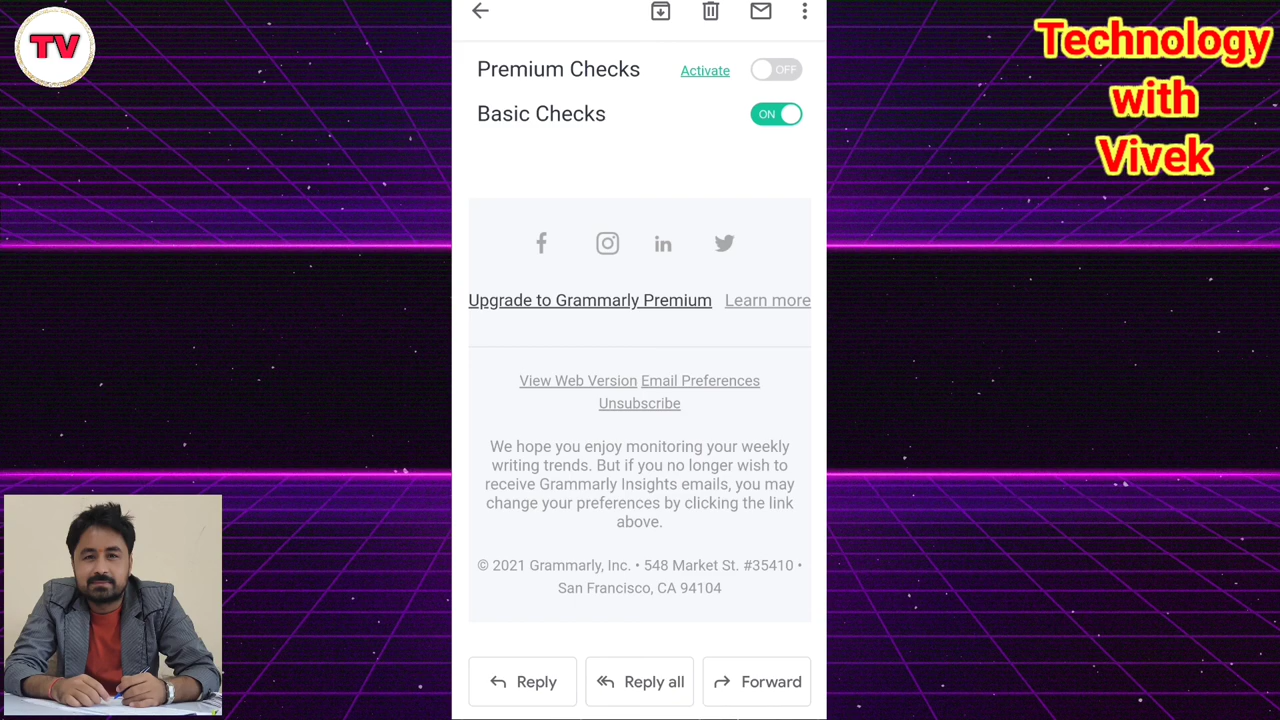 TV
Technology
with
Vivek
Premium Checks Activate OFF
Basic Checks ON
Upgrade to Grammarly Premium Learn more
View Web Version Email Preferences
Unsubscribe
We hope you enjoy monitoring your weekly
writing trends. But if you no longer wish to
receive Grammarly Insights emails, you may
change your preferences by clicking the link
above.
© 2021 Grammarly, Inc. • 548 Market St. #35410 •
San Francisco, CA 94104
Reply Reply all Forward